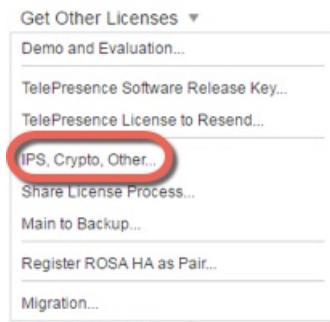 Get Other Licenses ▼
Demo and Evaluation...
TelePresence Software Release Key...
TelePresence License to Resend...
IPS, Crypto, Other...
Share License Process...
Main to Backup...
Register ROSA HA as Pair...
Migration...